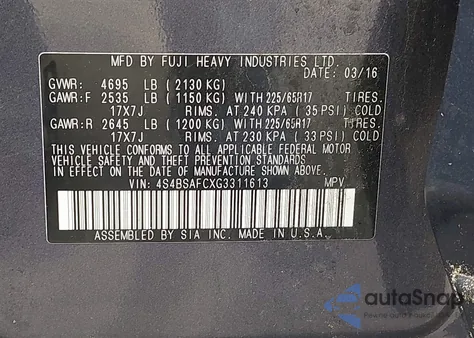 MFD BY FUJI HEAVY INDUSTRIES LTD.
DATE: 03/16
GVWR: 4695 LB (2130 KG)
GAWR:F 2535 LB (1150 KG) WITH 225/65R17 TIRES.
17X7J RIMS. AT 240 KPA (35 PSI) COLD
GAWR:R 2645 LB (1200 KG) WITH 225/65R17 TIRES.
17X7J RIMS. AT 230 KPA (33 PSI) COLD
THIS VEHICLE CONFORMS TO ALL APPLICABLE FEDERAL MOTOR
VEHICLE SAFETY, BUMPER, AND THEFT PREVENTION STANDARDS
IN EFFECT ON THE DATE OF MANUFACTURE SHOWN ABOVE.
VIN: 4S4BSAFCXG3311613 MPV
ASSEMBLED BY SIA INC. MADE IN U.S.A.
autoSnap